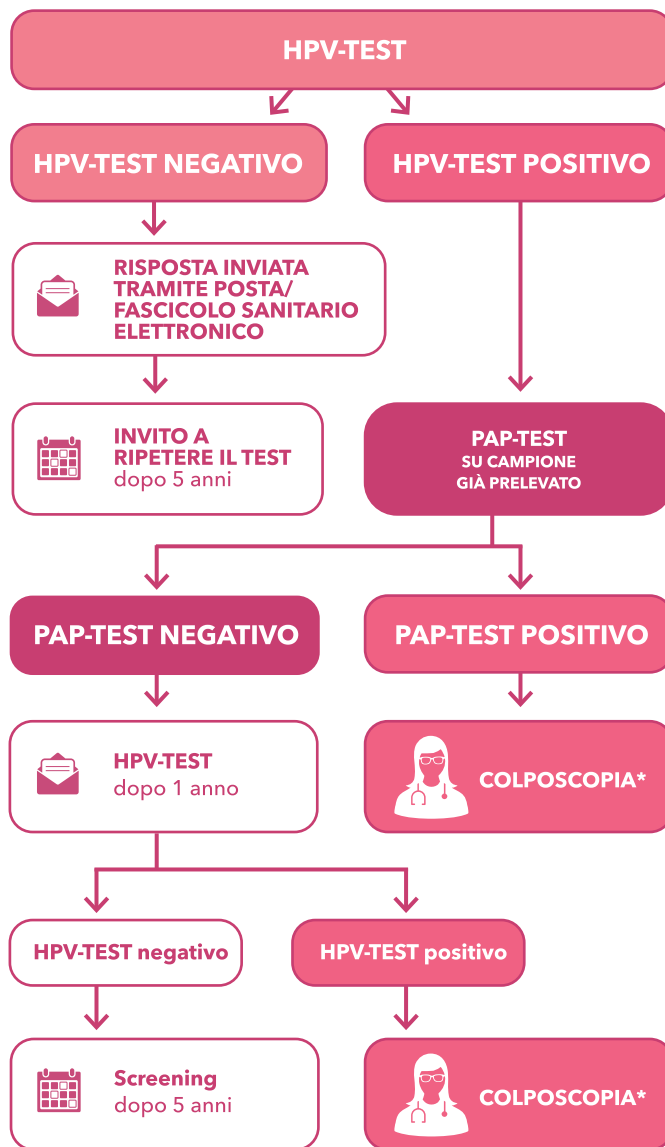 HPV-TEST
HPV-TEST NEGATIVO
HPV-TEST POSITIVO
RISPOSTA INVIATA
TRAMITE POSTA/
FASCICOLO SANITARIO
ELETTRONICO
INVITO A
RIPETERE IL TEST
dopo 5 anni
PAP-TEST
SU CAMPIONE
GIÀ PRELEVATO
PAP-TEST NEGATIVO
PAP-TEST POSITIVO
HPV-TEST
dopo 1 anno
COLPOSCOPIA*
HPV-TEST negativo
HPV-TEST positivo
Screening
dopo 5 anni
COLPOSCOPIA*